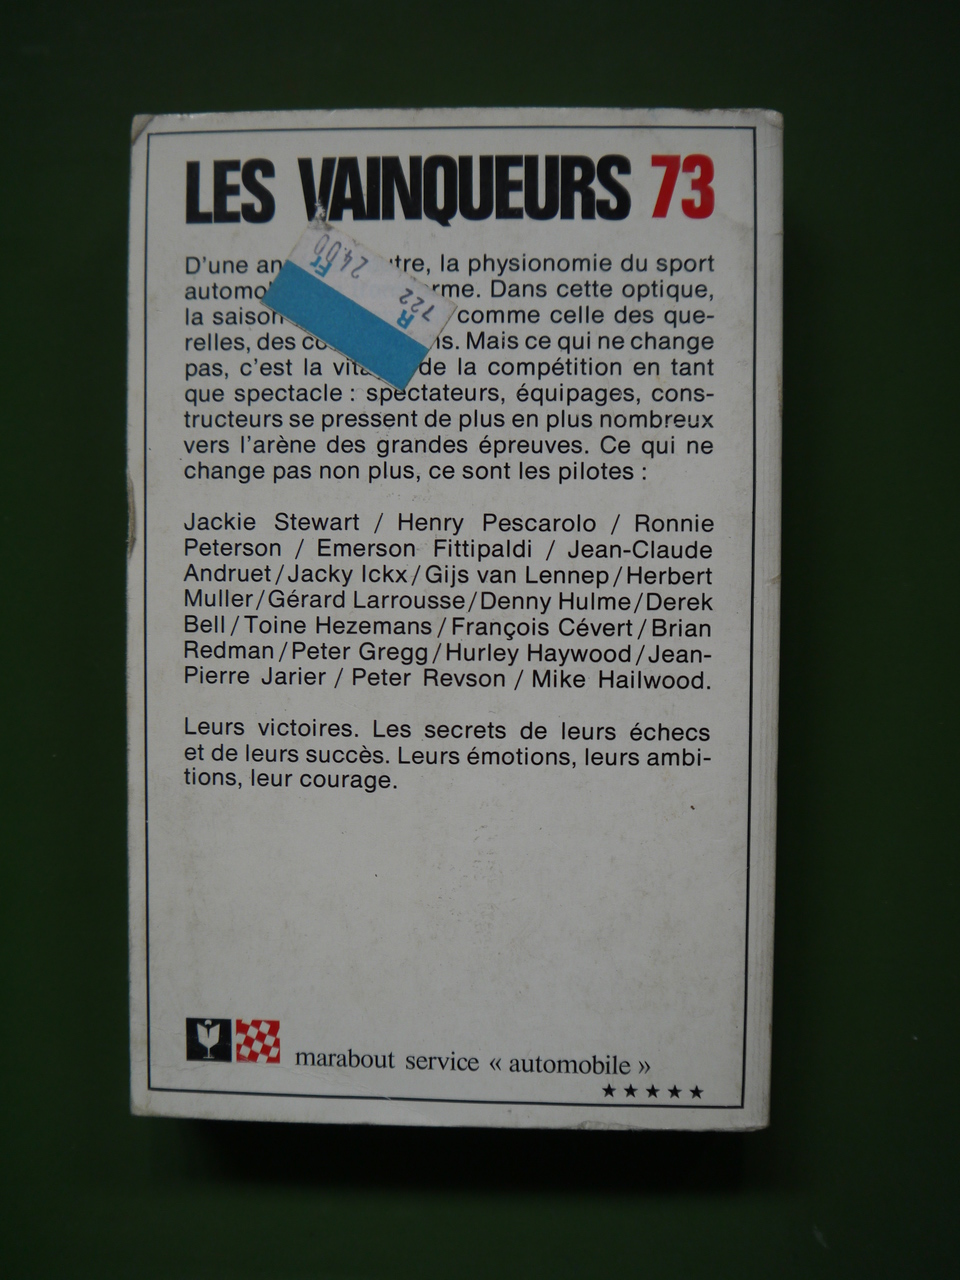 LES VAINQUEURS 73
D'une an tre, la physionomie du sport
automo rme. Dans cette optique,
la saison comme celle des que-
relles, des co ns. Mais ce qui ne change
pas, c'est la vita de la compétition en tant
que spectacle : spectateurs, équipages, cons-
tructeurs se pressent de plus en plus nombreux
vers l'arène des grandes épreuves. Ce qui ne
change pas non plus, ce sont les pilotes :
Jackie Stewart / Henry Pescarolo / Ronnie
Peterson / Emerson Fittipaldi / Jean-Claude
Andruet / Jacky Ickx / Gijs van Lennep / Herbert
Muller / Gérard Larrousse / Denny Hulme / Derek
Bell / Toine Hezemans / François Cévert / Brian
Redman / Peter Gregg / Hurley Haywood / Jean-
Pierre Jarier / Peter Revson / Mike Hailwood.
Leurs victoires. Les secrets de leurs échecs
et de leurs succès. Leurs émotions, leurs ambi-
tions, leur courage.
marabout service « automobile »
★★★★★
R 722
Ff 24.00